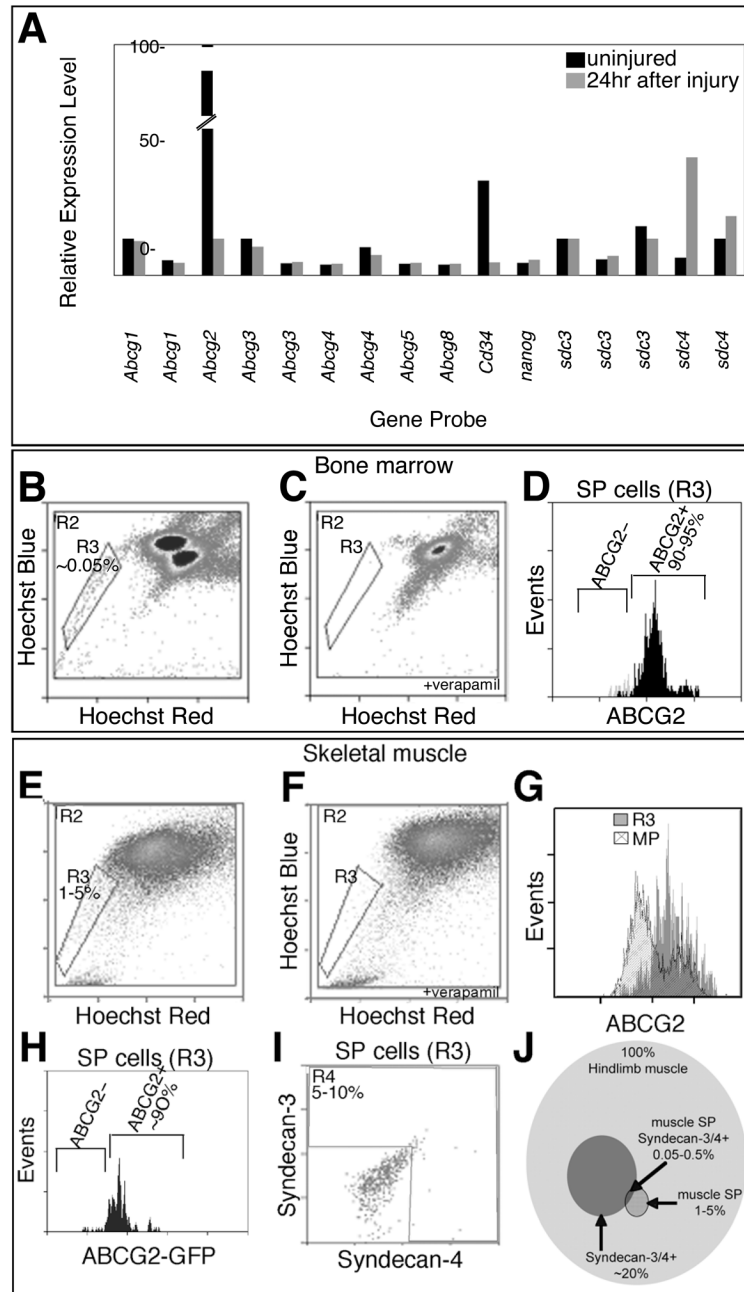 A
Relative Expression Level
100-
50-
0-
uninjured
24hr after injury
Abcg1
Abcg1
Abcg2
Abcg3
Abcg3
Abcg4
Abcg4
Abcg5
Abcg8
Cd34
nanog
sdc3
sdc3
sdc3
sdc4
sdc4
Gene Probe
Bone marrow
B
Hoechst Blue
R2
R3
~0.05%
Hoechst Red
C
Hoechst Blue
R2
R3
+verapamil
Hoechst Red
D
SP cells (R3)
Events
ABCG2–
ABCG2+
90-95%
ABCG2
Skeletal muscle
E
Hoechst Blue
R2
R3
1-5%
Hoechst Red
F
Hoechst Blue
R2
R3
+verapamil
Hoechst Red
G
Events
R3
MP
ABCG2
H
SP cells (R3)
Events
ABCG2–
ABCG2+
~90%
ABCG2-GFP
I
SP cells (R3)
Syndecan-3
R4
5-10%
Syndecan-4
J
100%
Hindlimb muscle
muscle SP
Syndecan-3/4+
0.05-0.5%
muscle SP
1-5%
Syndecan-3/4+
~20%